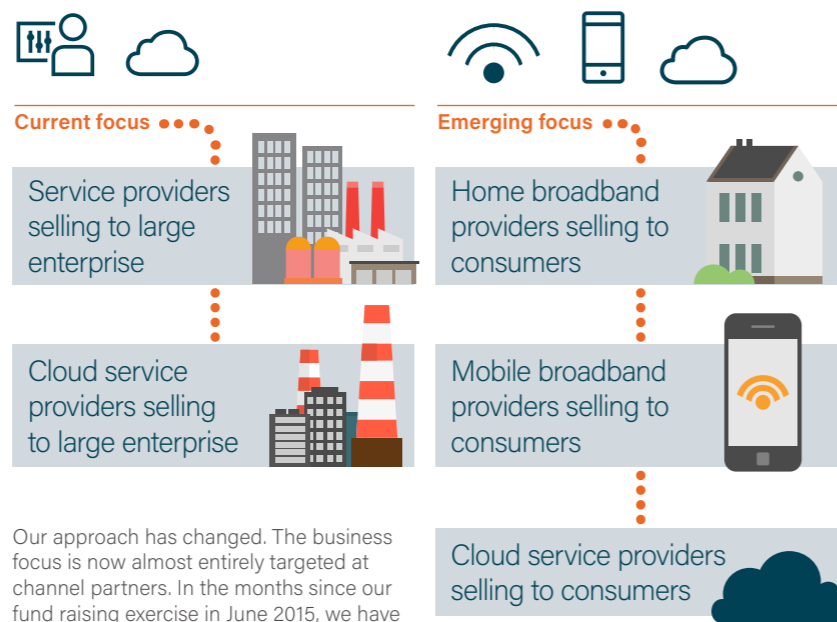 Current focus
Service providers
selling to large
enterprise
Cloud service
providers selling
to large enterprise
Our approach has changed. The business
focus is now almost entirely targeted at
channel partners. In the months since our
fund raising exercise in June 2015, we have
Emerging focus
Home broadband
providers selling to
consumers
Mobile broadband
providers selling to
consumers
Cloud service providers
selling to consumers